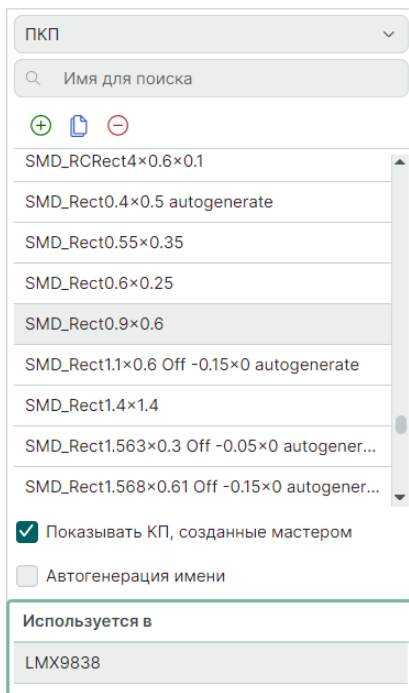 ПКП
Имя для поиска
SMD_RCRect4×0.6×0.1
SMD_Rect0.4×0.5 autogenerate
SMD_Rect0.55×0.35
SMD_Rect0.6×0.25
SMD_Rect0.9×0.6
SMD_Rect1.1×0.6 Off -0.15×0 autogenerate
SMD_Rect1.4×1.4
SMD_Rect1.563×0.3 Off -0.05×0 autogener...
SMD_Rect1.568×0.61 Off -0.15×0 autogener...
Показывать КП, созданные мастером
Автогенерация имени
Используется в
LMX9838